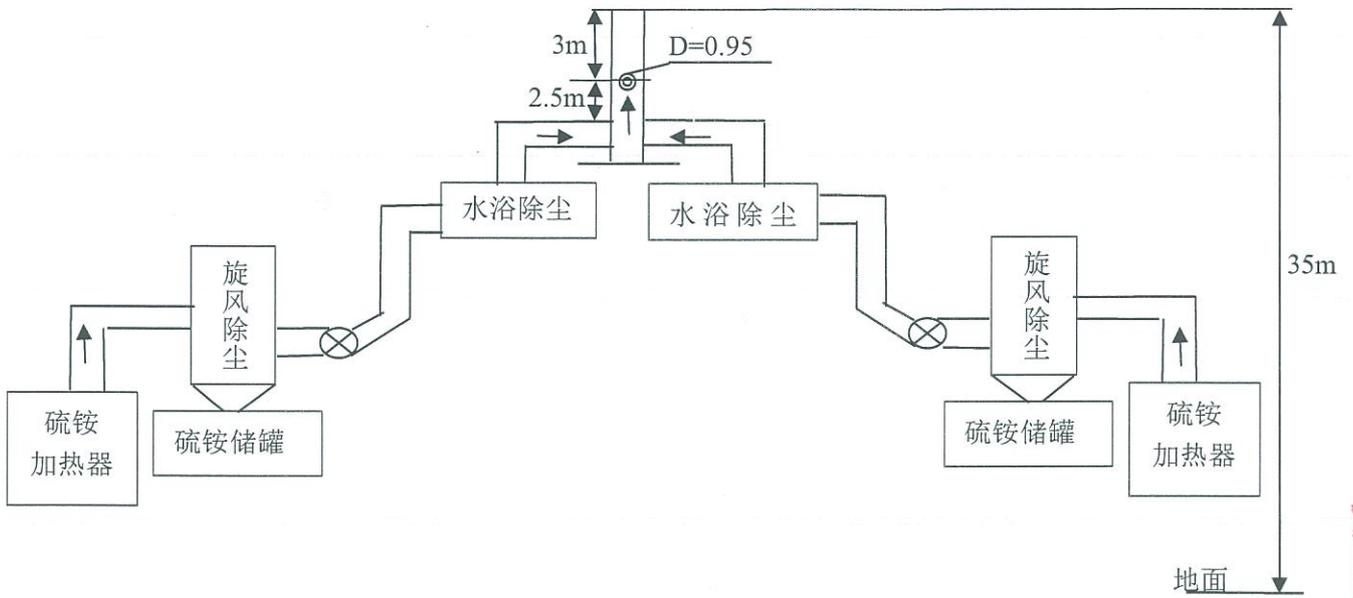 3m
D=0.95
2.5m
水浴除尘
水浴除尘
旋风除尘
旋风除尘
35m
硫铵
加热器
硫铵储罐
硫铵储罐
硫铵
加热器
地面